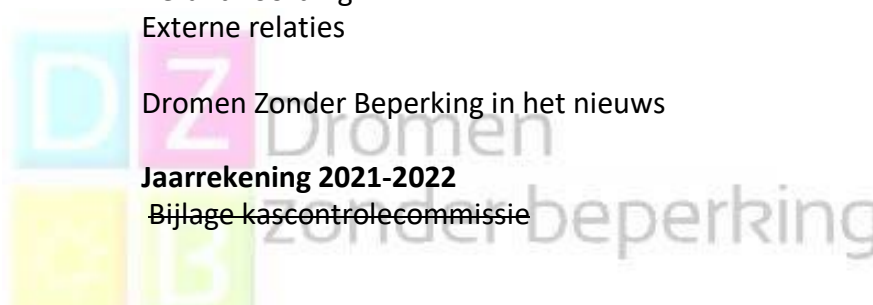 Externe relaties
Dromen Zonder Beperking in het nieuws
Jaarrekening 2021-2022
Bijlage kascontrolecommissie
D Z Dromen
B zonder beperking